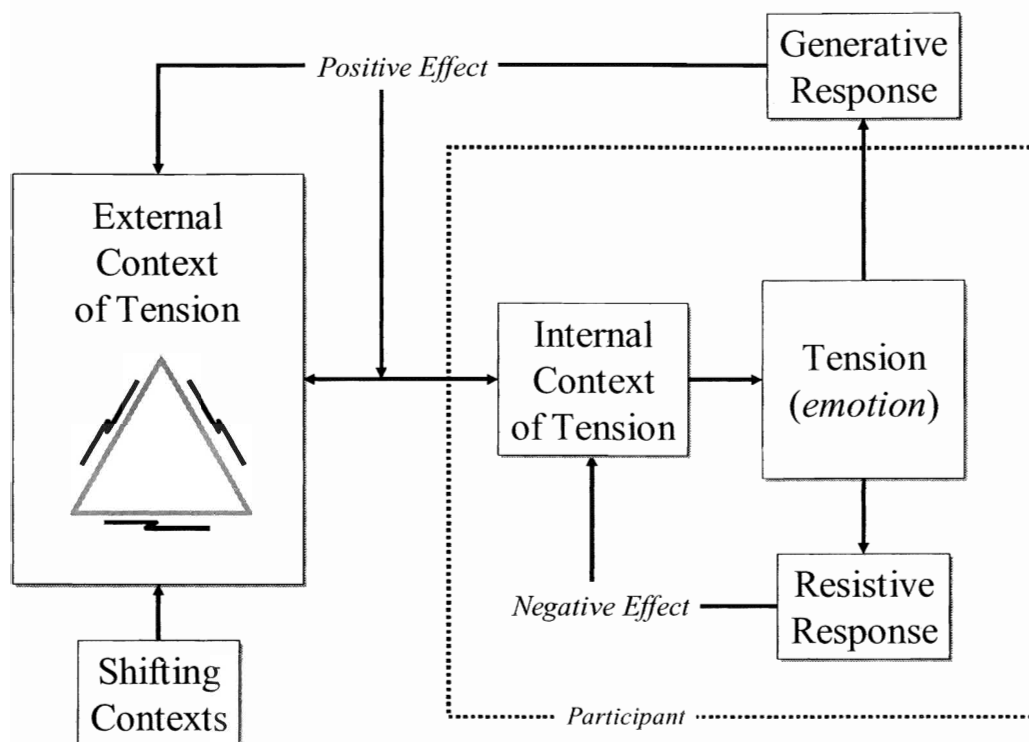 Generative
Response
Positive Effect
External
Context
of Tension
Internal
Context
of Tension
Tension
(emotion)
Negative Effect
Resistive
Response
Shifting
Contexts
Participant